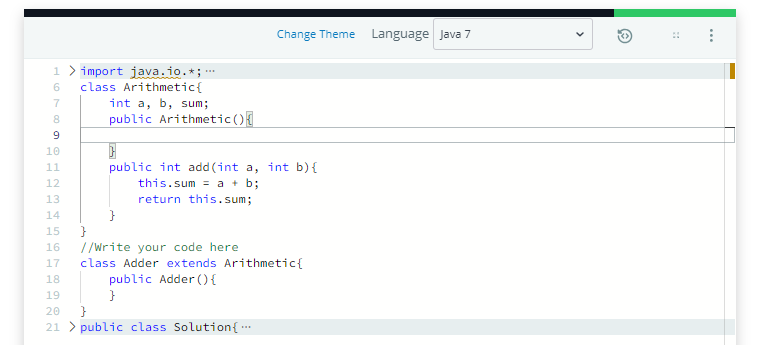 Change Theme Language Java 7
1 import java.io.*; ...
6 class Arithmetic{
7 int a, b, sum;
8 public Arithmetic(){
9
10 }
11 public int add(int a, int b){
12 this.sum = a + b;
13 return this.sum;
14 }
15 }
16 //Write your code here
17 class Adder extends Arithmetic{
18 public Adder(){
19 }
20 }
21 public class Solution{ ...